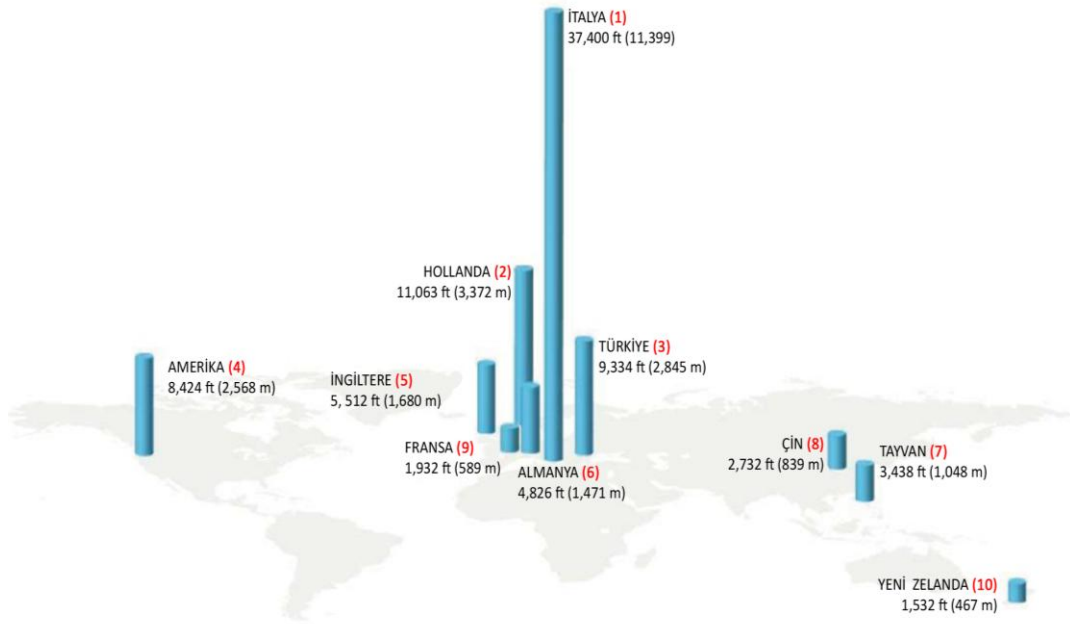 İTALYA (1)
37,400 ft (11,399)
HOLLANDA (2)
11,063 ft (3,372 m)
TÜRKİYE (3)
9,334 ft (2,845 m)
AMERİKA (4)
8,424 ft (2,568 m)
İNGİLTERE (5)
5, 512 ft (1,680 m)
FRANSA (9)
1,932 ft (589 m)
ALMANYA (6)
4,826 ft (1,471 m)
ÇİN (8)
2,732 ft (839 m)
TAYVAN (7)
3,438 ft (1,048 m)
YENİ ZELANDA (10)
1,532 ft (467 m)